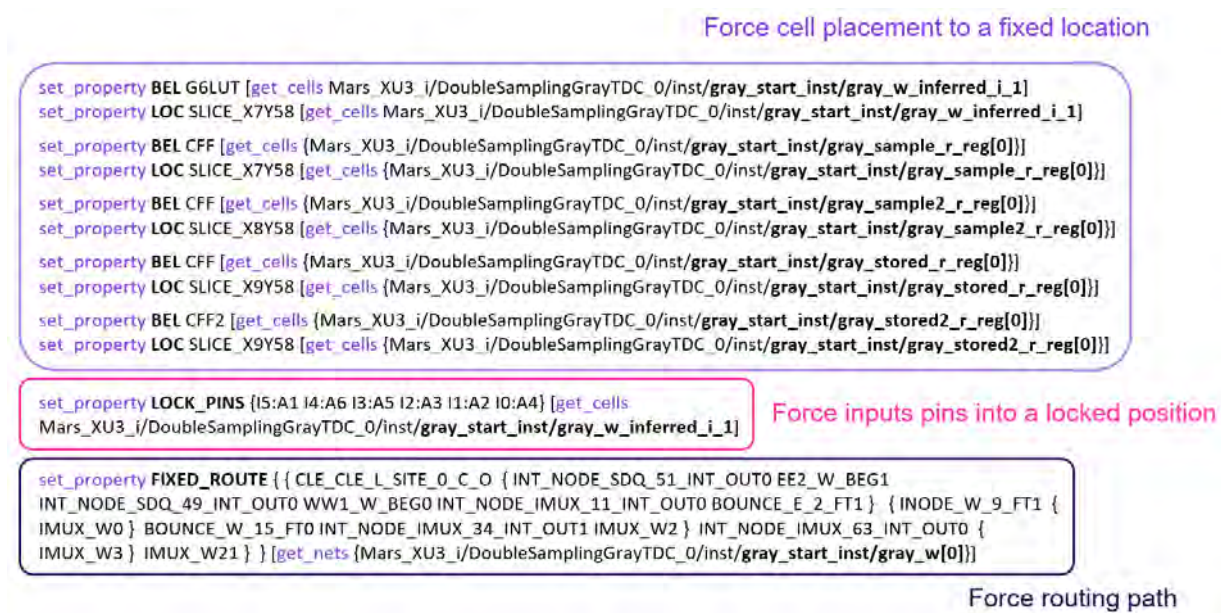 Force cell placement to a fixed location
set_property BEL G6LUT [get_cells Mars_XU3_i/DoubleSamplingGrayTDC_0/inst/gray_start_inst/gray_w_inferred_i_1]
set_property LOC SLICE_X7Y58 [get_cells Mars_XU3_i/DoubleSamplingGrayTDC_0/inst/gray_start_inst/gray_w_inferred_i_1]
set_property BEL CFF [get_cells {Mars_XU3_i/DoubleSamplingGrayTDC_0/inst/gray_start_inst/gray_sample_r_reg[0]}]
set_property LOC SLICE_X7Y58 [get_cells {Mars_XU3_i/DoubleSamplingGrayTDC_0/inst/gray_start_inst/gray_sample_r_reg[0]}]
set_property BEL CFF [get_cells {Mars_XU3_i/DoubleSamplingGrayTDC_0/inst/gray_start_inst/gray_sample2_r_reg[0]}]
set_property LOC SLICE_X8Y58 [get_cells {Mars_XU3_i/DoubleSamplingGrayTDC_0/inst/gray_start_inst/gray_sample2_r_reg[0]}]
set_property BEL CFF [get_cells {Mars_XU3_i/DoubleSamplingGrayTDC_0/inst/gray_start_inst/gray_stored_r_reg[0]}]
set_property LOC SLICE_X9Y58 [get_cells {Mars_XU3_i/DoubleSamplingGrayTDC_0/inst/gray_start_inst/gray_stored_r_reg[0]}]
set_property BEL CFF2 [get_cells {Mars_XU3_i/DoubleSamplingGrayTDC_0/inst/gray_start_inst/gray_stored2_r_reg[0]}]
set_property LOC SLICE_X9Y58 [get_cells {Mars_XU3_i/DoubleSamplingGrayTDC_0/inst/gray_start_inst/gray_stored2_r_reg[0]}]
set_property LOCK_PINS {I5:A1 I4:A6 I3:A5 I2:A3 I1:A2 I0:A4} [get_cells
Mars_XU3_i/DoubleSamplingGrayTDC_0/inst/gray_start_inst/gray_w_inferred_i_1]
Force inputs pins into a locked position
set_property FIXED_ROUTE { { CLE_CLE_L_SITE_0_C_O { INT_NODE_SDQ_51_INT_OUT0 EE2_W_BEG1
INT_NODE_SDQ_49_INT_OUT0 WW1_W_BEG0 INT_NODE_IMUX_11_INT_OUT0 BOUNCE_E_2_FT1 } { INODE_W_9_FT1 {
IMUX_W0 } BOUNCE_W_15_FT0 INT_NODE_IMUX_34_INT_OUT1 IMUX_W2 } INT_NODE_IMUX_63_INT_OUT0 {
IMUX_W3 } IMUX_W21 } } [get_nets {Mars_XU3_i/DoubleSamplingGrayTDC_0/inst/gray_start_inst/gray_w[0]}]
Force routing path